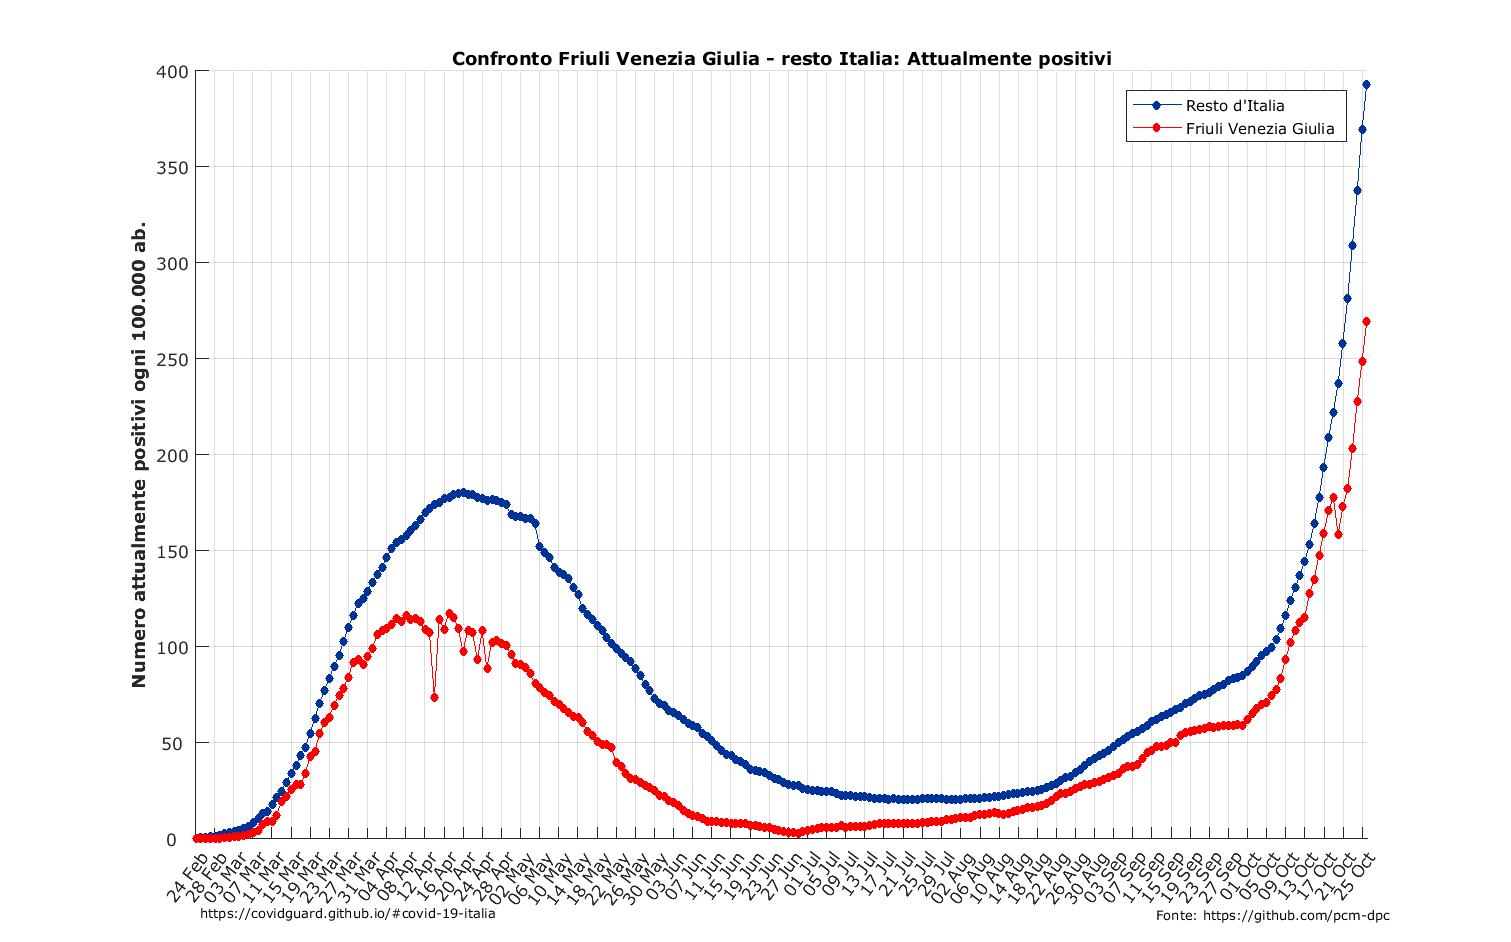 Confronto Friuli Venezia Giulia - resto Italia: Attualmente positivi
Numero attualmente positivi ogni 100.000 ab.
400
350
300
250
200
150
100
50
0
Resto d'Italia
Friuli Venezia Giulia
24 Feb
28 Feb
03 Mar
07 Mar
11 Mar
15 Mar
19 Mar
23 Mar
27 Mar
31 Mar
04 Apr
08 Apr
12 Apr
16 Apr
20 Apr
24 Apr
28 Apr
02 May
06 May
10 May
14 May
18 May
22 May
26 May
30 May
03 Jun
07 Jun
11 Jun
15 Jun
19 Jun
23 Jun
27 Jun
01 Jul
05 Jul
09 Jul
13 Jul
17 Jul
21 Jul
25 Jul
29 Jul
02 Aug
06 Aug
10 Aug
14 Aug
18 Aug
22 Aug
26 Aug
30 Aug
03 Sep
07 Sep
11 Sep
15 Sep
19 Sep
23 Sep
27 Sep
01 Oct
05 Oct
09 Oct
13 Oct
17 Oct
21 Oct
25 Oct
https://covidguard.github.io/#covid-19-italia
Fonte: https://github.com/pcm-dpc